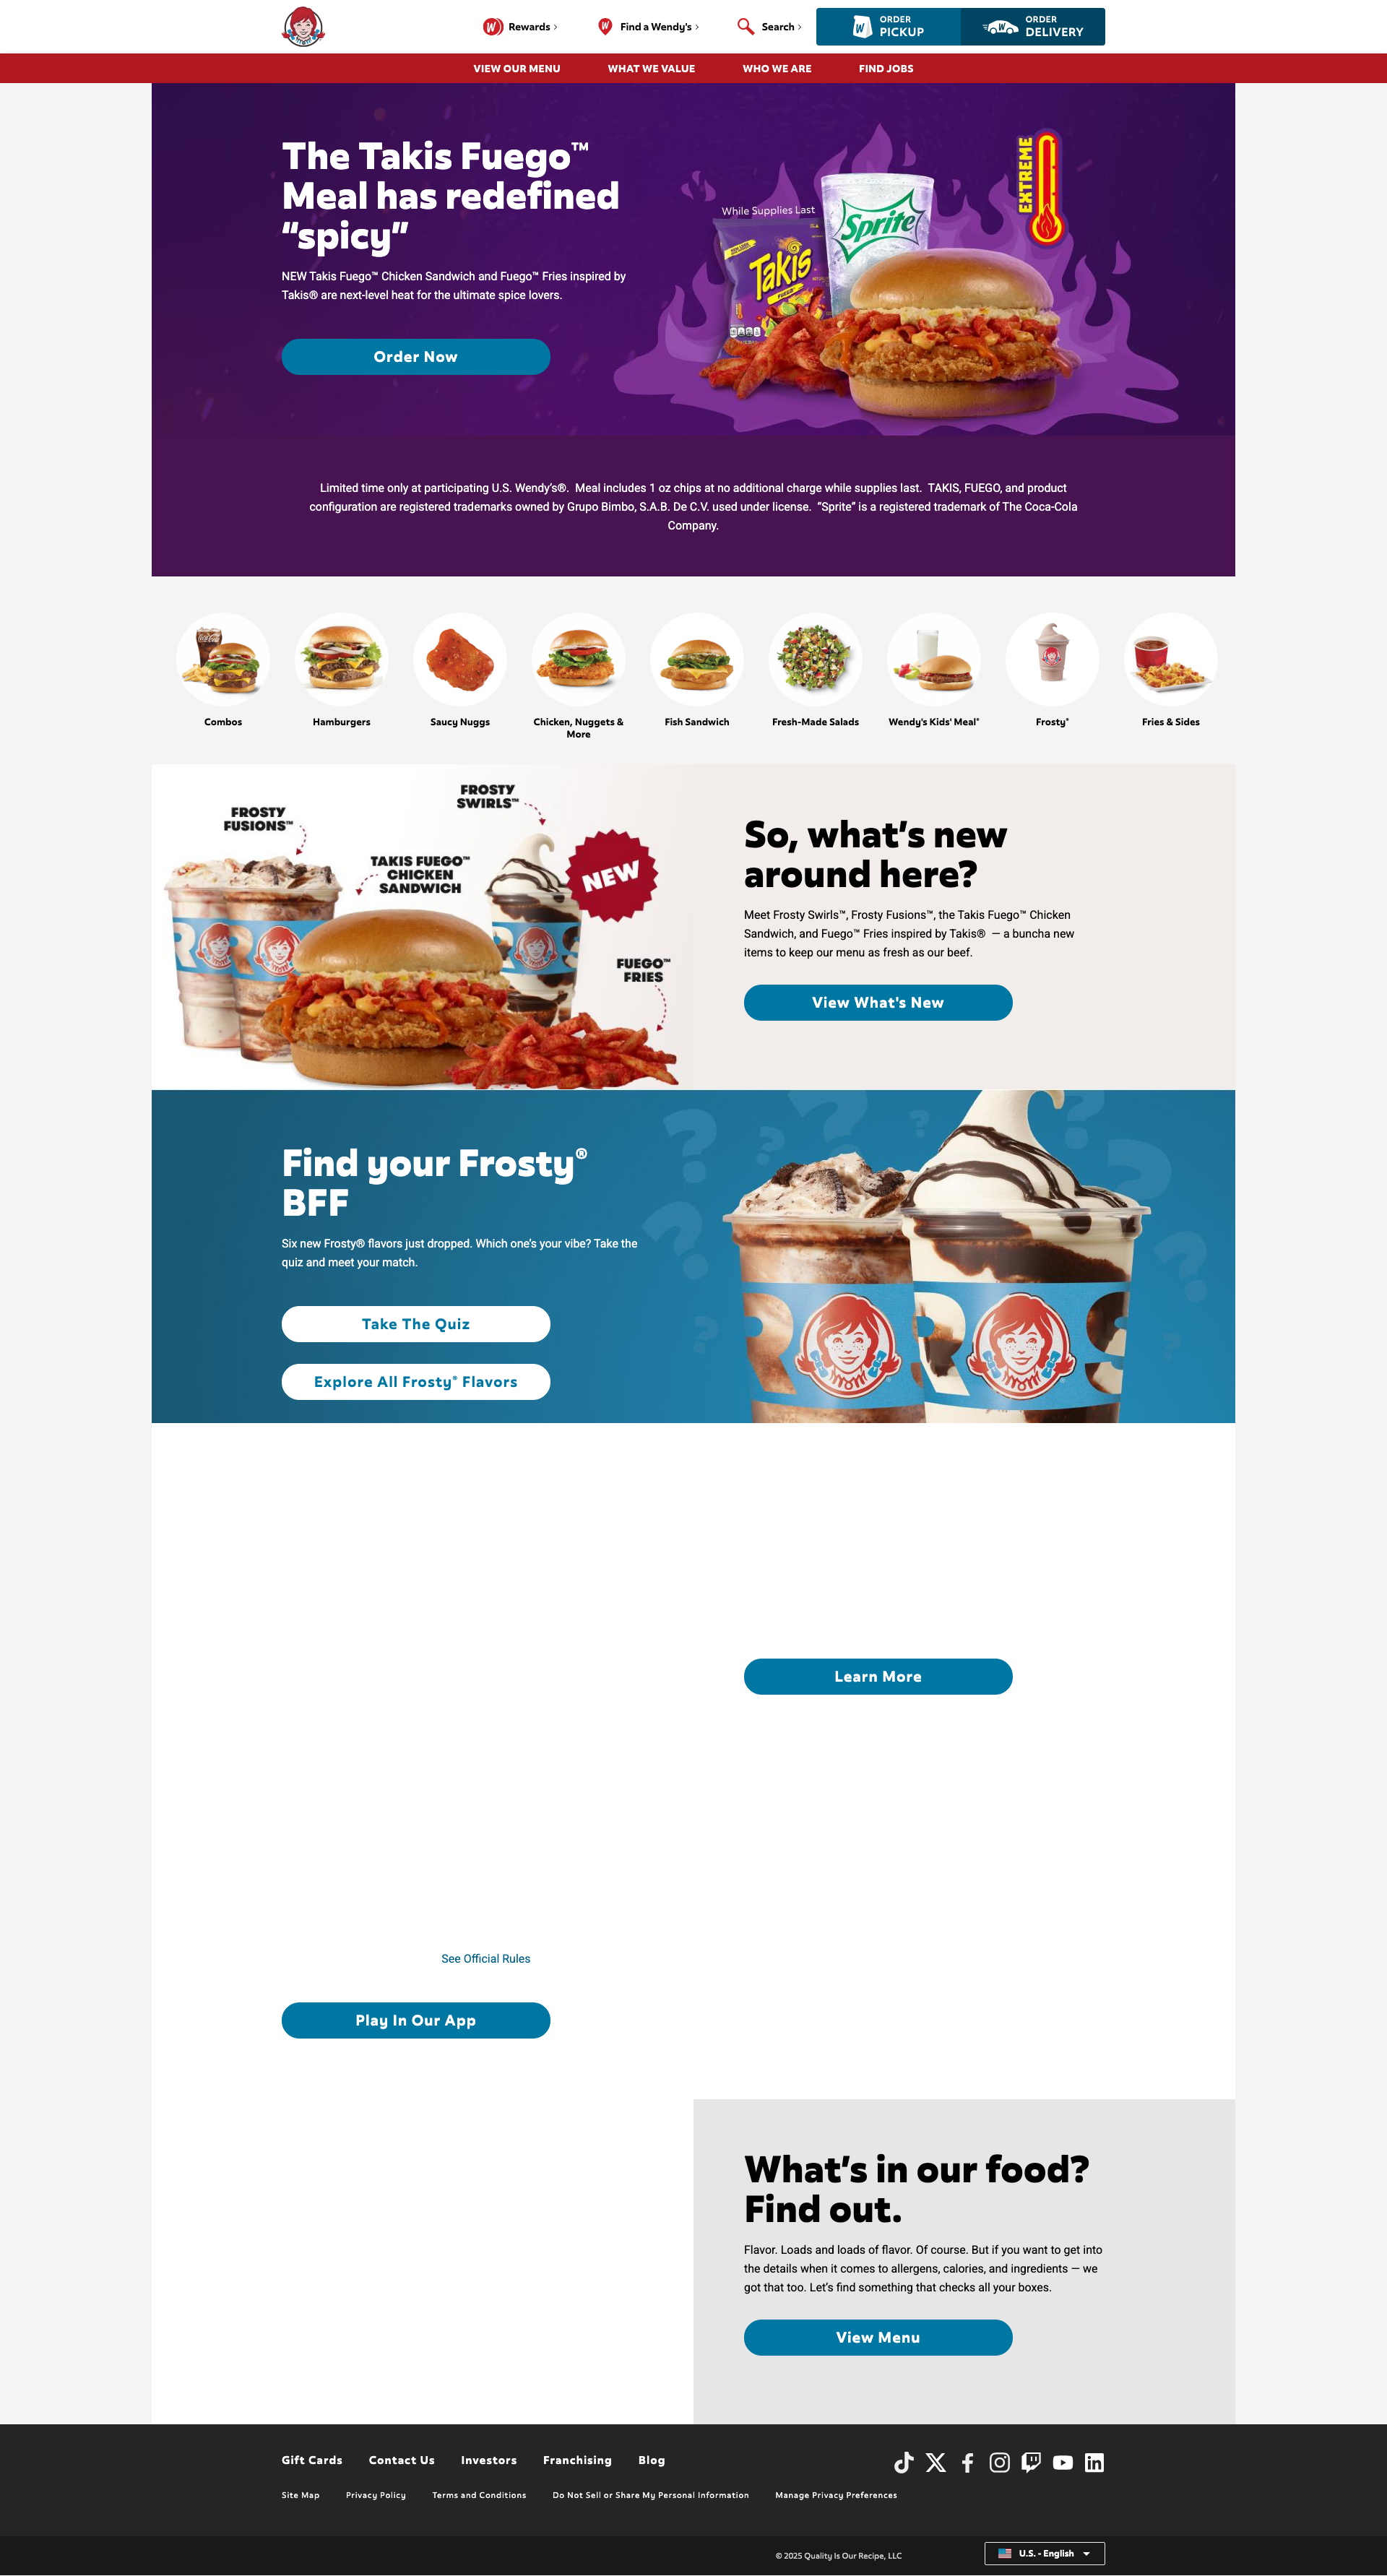 Rewards
Find a Wendy's
Search
ORDER
PICKUP
ORDER
DELIVERY
VIEW OUR MENU
WHAT WE VALUE
WHO WE ARE
FIND JOBS
The Takis Fuego™
Meal has redefined
“spicy”
NEW Takis Fuego™ Chicken Sandwich and Fuego™ Fries inspired by
Takis® are next-level heat for the ultimate spice lovers.
Order Now
While Supplies Last
Takis
FUEGO
Sprite
EXTREME
Limited time only at participating U.S. Wendy’s®.  Meal includes 1 oz chips at no additional charge while supplies last.  TAKIS, FUEGO, and product
configuration are registered trademarks owned by Grupo Bimbo, S.A.B. De C.V. used under license.  “Sprite” is a registered trademark of The Coca-Cola
Company.
Combos
Hamburgers
Saucy Nuggs
Chicken, Nuggets &
More
Fish Sandwich
Fresh-Made Salads
Wendy's Kids' Meal®
Frosty®
Fries & Sides
FROSTY
FUSIONS™
FROSTY
SWIRLS™
TAKIS FUEGO™
CHICKEN
SANDWICH
NEW
FUEGO™
FRIES
So, what’s new
around here?
Meet Frosty Swirls™, Frosty Fusions™, the Takis Fuego™ Chicken
Sandwich, and Fuego™ Fries inspired by Takis®  — a buncha new
items to keep our menu as fresh as our beef.
View What's New
Find your Frosty®
BFF
Six new Frosty® flavors just dropped. Which one’s your vibe? Take the
quiz and meet your match.
Take The Quiz
Explore All Frosty® Flavors
Learn More
See Official Rules
Play In Our App
What’s in our food?
Find out.
Flavor. Loads and loads of flavor. Of course. But if you want to get into
the details when it comes to allergens, calories, and ingredients — we
got that too. Let’s find something that checks all your boxes.
View Menu
Gift Cards
Contact Us
Investors
Franchising
Blog
Site Map
Privacy Policy
Terms and Conditions
Do Not Sell or Share My Personal Information
Manage Privacy Preferences
© 2025 Quality Is Our Recipe, LLC
U.S. - English